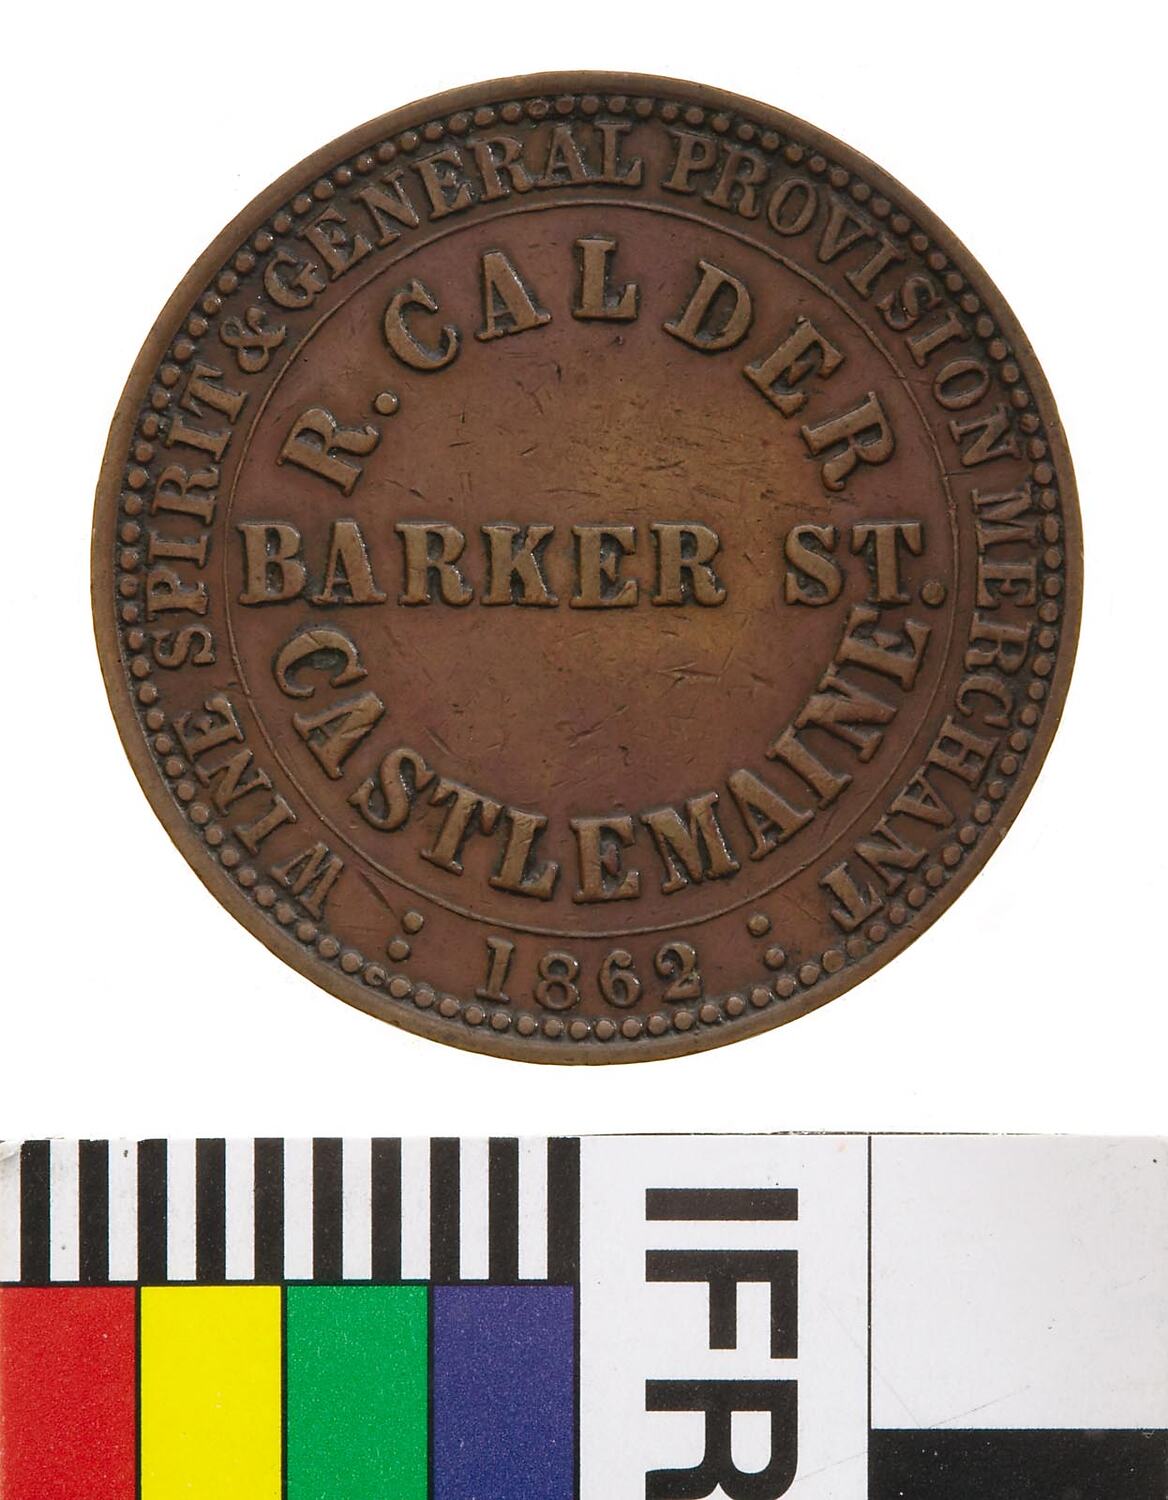 WINE SPIRIT & GENERAL PROVISION MERCHANT
R. CALDER
BARKER ST.
CASTLEMAINE
: 1862 :
IFR